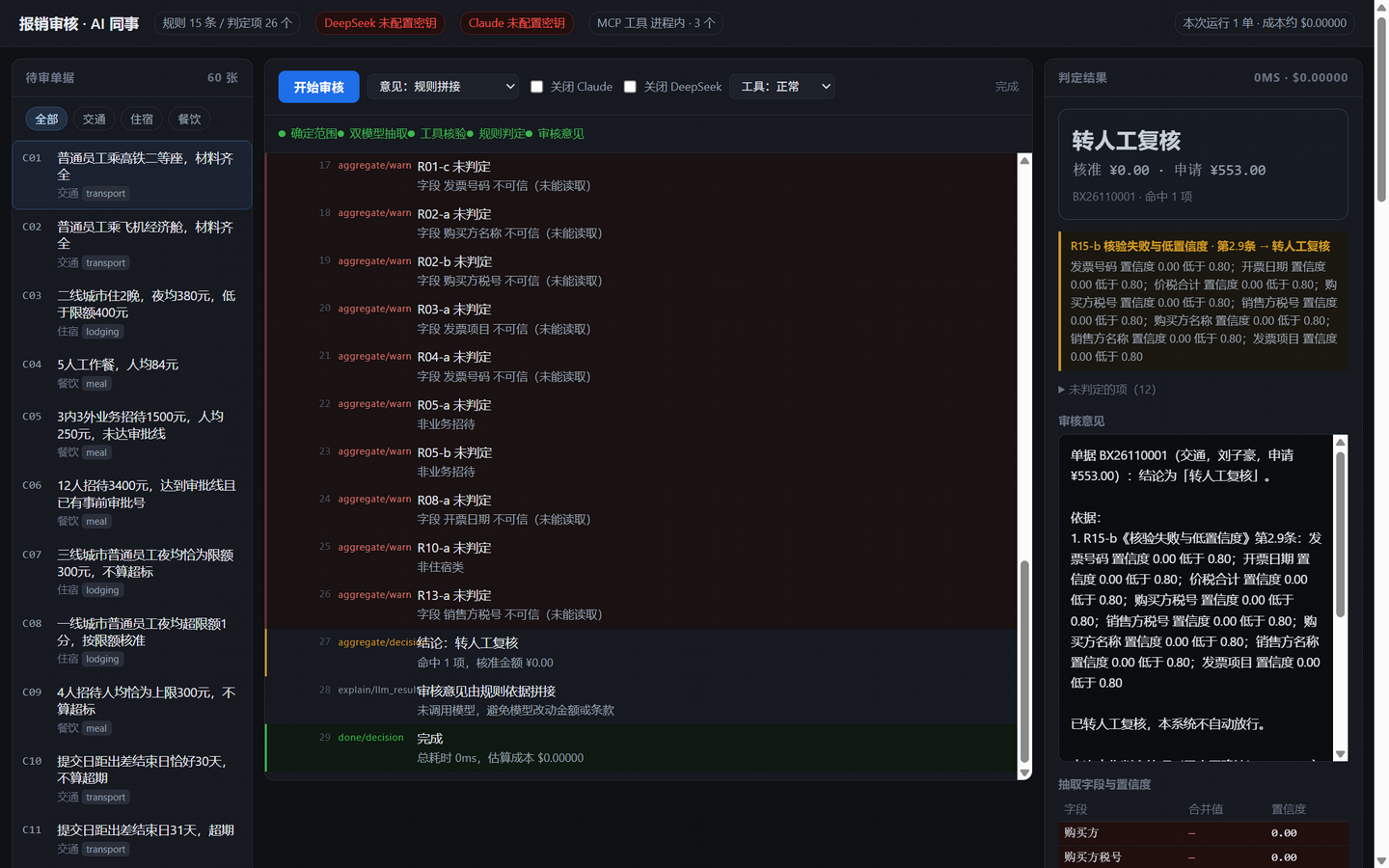 报销审核 · AI 同事
规则 15 条 / 判定项 26 个
DeepSeek 未配置密钥
Claude 未配置密钥
MCP 工具 进程内 · 3 个
本次运行 1 单 · 成本约 $0.00000
待审单据
60 张
全部
交通
住宿
餐饮
C01
普通员工乘高铁二等座，材料齐
全
交通 transport
C02
普通员工乘飞机经济舱，材料齐
全
交通 transport
C03
二线城市住2晚，夜均380元，低
于限额400元
住宿 lodging
C04
5人工作餐，人均84元
餐饮 meal
C05
3内3外业务招待1500元，人均
250元，未达审批线
餐饮 meal
C06
12人招待3400元，达到审批线且
已有事前审批号
餐饮 meal
C07
三线城市普通员工夜均恰为限额
300元，不算超标
住宿 lodging
C08
一线城市普通员工夜均超限额1
分，按限额核准
住宿 lodging
C09
4人招待人均恰为上限300元，不
算超标
餐饮 meal
C10
提交日距出差结束日恰好30天，
不算超期
交通 transport
C11
提交日距出差结束日31天，超期
交通 transport
开始审核
意见：规则拼接
关闭 Claude
关闭 DeepSeek
工具：正常
完成
确定范围
双模型抽取
工具核验
规则判定
审核意见
17 aggregate/warn R01-c 未判定
字段 发票号码 不可信（未能读取）
18 aggregate/warn R02-a 未判定
字段 购买方名称 不可信（未能读取）
19 aggregate/warn R02-b 未判定
字段 购买方税号 不可信（未能读取）
20 aggregate/warn R03-a 未判定
字段 发票项目 不可信（未能读取）
21 aggregate/warn R04-a 未判定
字段 发票号码 不可信（未能读取）
22 aggregate/warn R05-a 未判定
非业务招待
23 aggregate/warn R05-b 未判定
非业务招待
24 aggregate/warn R08-a 未判定
字段 开票日期 不可信（未能读取）
25 aggregate/warn R10-a 未判定
非住宿类
26 aggregate/warn R13-a 未判定
字段 销售方税号 不可信（未能读取）
27 aggregate/decision 结论：转人工复核
命中 1 项，核准金额 ¥0.00
28 explain/llm_result 审核意见由规则依据拼接
未调用模型，避免模型改动金额或条款
29 done/decision 完成
总耗时 0ms，估算成本 $0.00000
判定结果
0MS · $0.00000
转人工复核
核准 ¥0.00 · 申请 ¥553.00
BX26110001 · 命中 1 项
R15-b 核验失败与低置信度 · 第2.9条 → 转人工复核
发票号码 置信度 0.00 低于 0.80；开票日期 置信度
0.00 低于 0.80；价税合计 置信度 0.00 低于 0.80；购
买方税号 置信度 0.00 低于 0.80；销售方税号 置信度
0.00 低于 0.80；购买方名称 置信度 0.00 低于 0.80；
销售方名称 置信度 0.00 低于 0.80；发票项目 置信度
0.00 低于 0.80
未判定的项（12）
审核意见
单据 BX26110001（交通，刘子豪，申请
¥553.00）：结论为「转人工复核」。
依据：
1. R15-b《核验失败与低置信度》第2.9条：发
票号码 置信度 0.00 低于 0.80；开票日期 置
信度 0.00 低于 0.80；价税合计 置信度 0.00
低于 0.80；购买方税号 置信度 0.00 低于
0.80；销售方税号 置信度 0.00 低于 0.80；购
买方名称 置信度 0.00 低于 0.80；销售方名称
置信度 0.00 低于 0.80；发票项目 置信度 0.00
低于 0.80
已转人工复核，本系统不自动放行。
抽取字段与置信度
字段 合并值 置信度
购买方 – 0.00
购买方税号 – 0.00